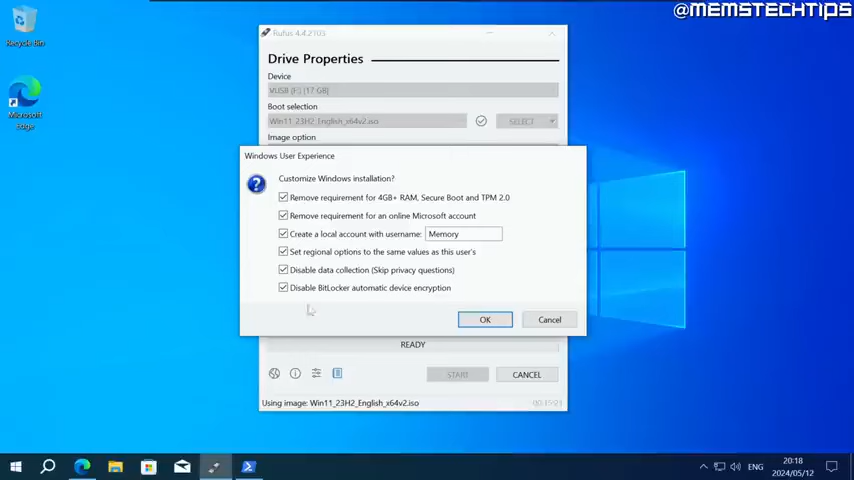 @MEMSTECHTIPS
Recycle Bin
Microsoft
Edge
Rufus 4.4.2103
Drive Properties
Device
VUSB (F:) [17 GB]
Boot selection
Win11_23H2_English_x64v2.iso
SELECT
Image option
Windows User Experience
Customize Windows installation?
Remove requirement for 4GB+ RAM, Secure Boot and TPM 2.0
Remove requirement for an online Microsoft account
Create a local account with username: Memory
Set regional options to the same values as this user's
Disable data collection (Skip privacy questions)
Disable BitLocker automatic device encryption
OK Cancel
READY
START CANCEL
Using image: Win11_23H2_English_x64v2.iso
ENG
20:18
2024/05/12